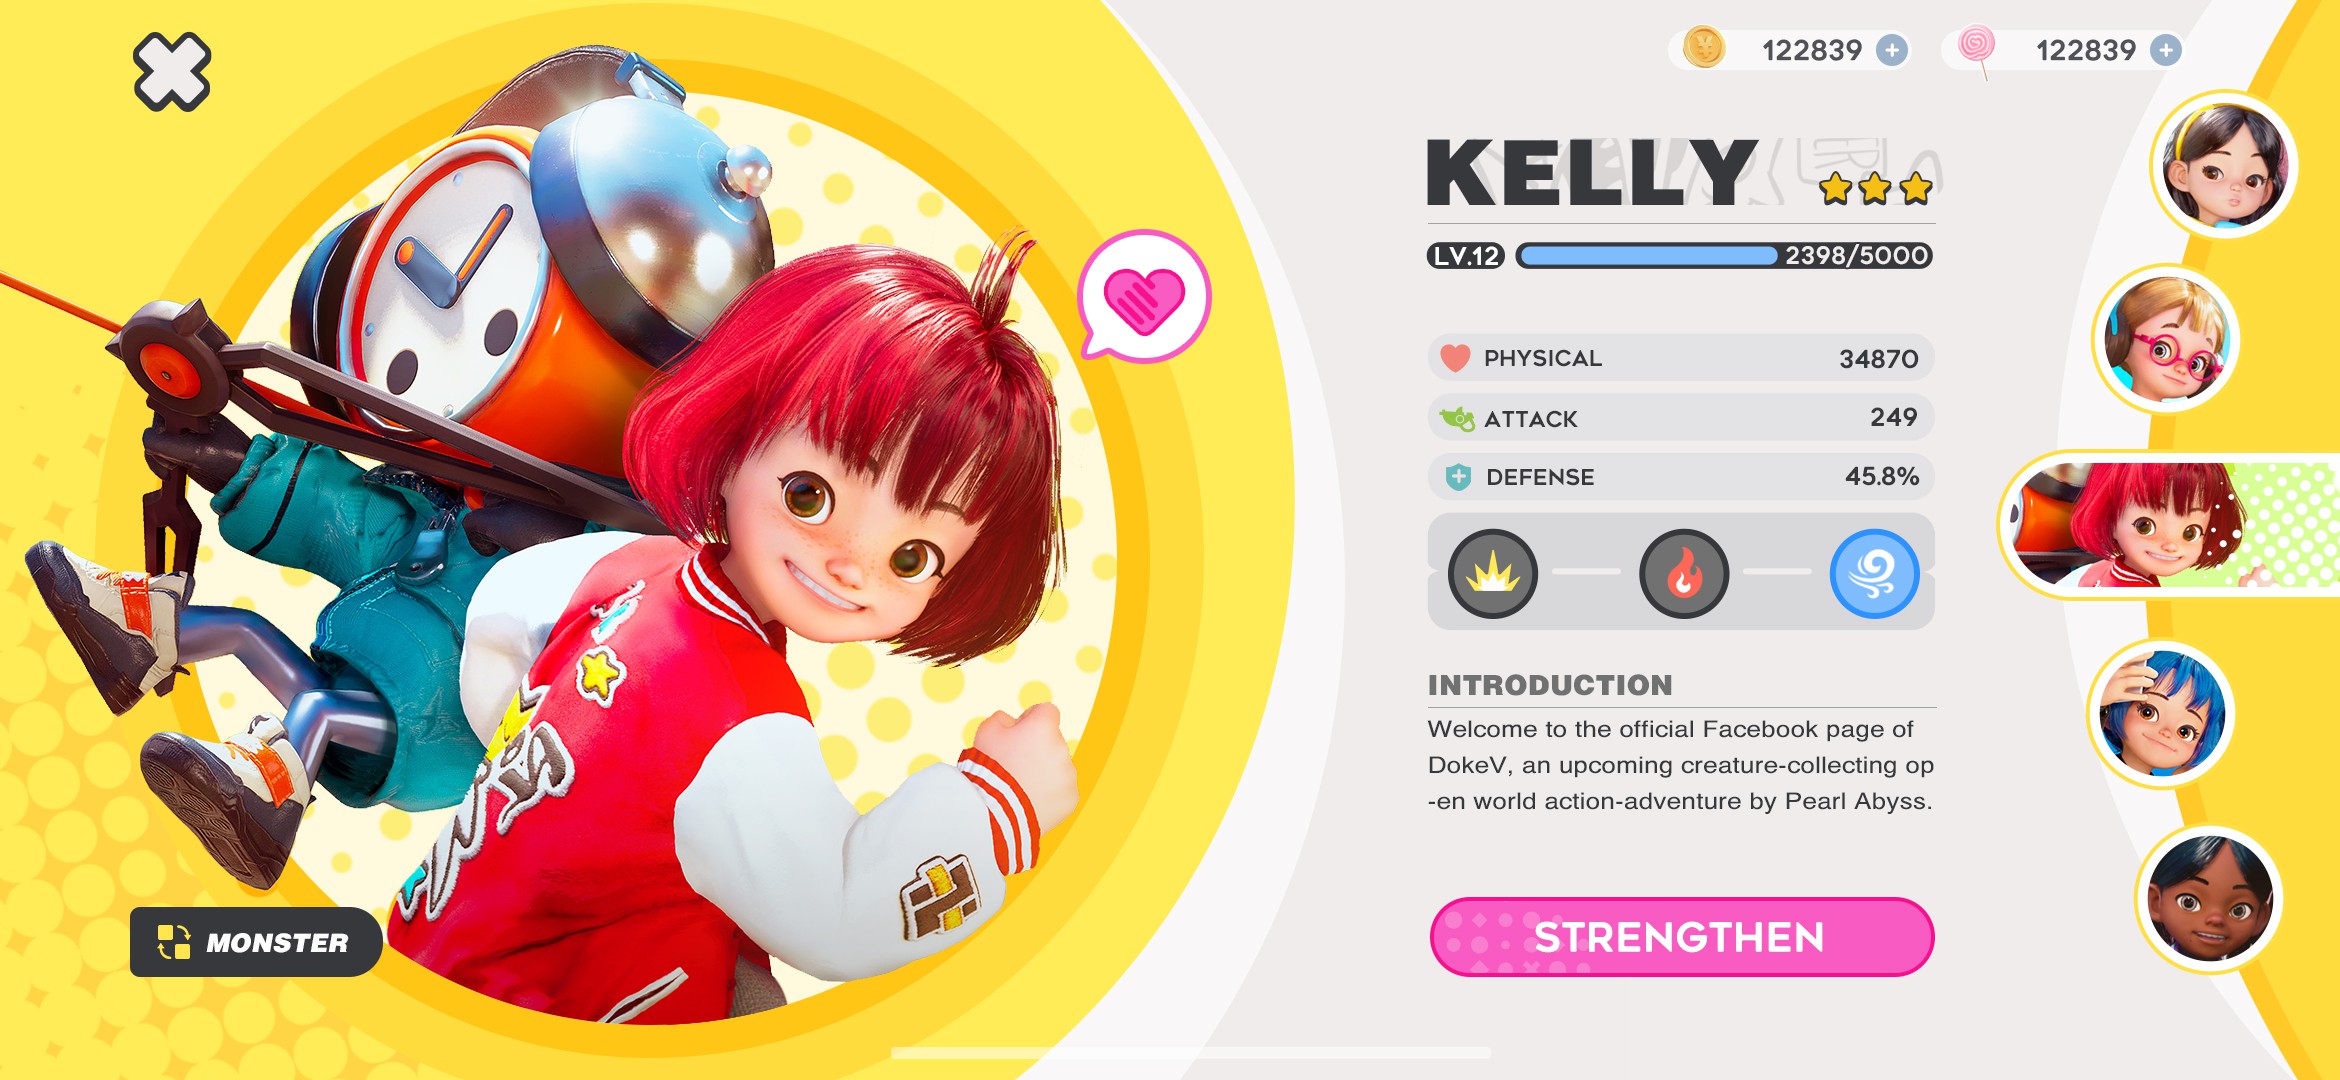 122839
122839
KELLY
LV.12
2398/5000
PHYSICAL
34870
ATTACK
249
DEFENSE
45.8%
INTRODUCTION
Welcome to the official Facebook page of
DokeV, an upcoming creature-collecting op
-en world action-adventure by Pearl Abyss.
STRENGTHEN
MONSTER